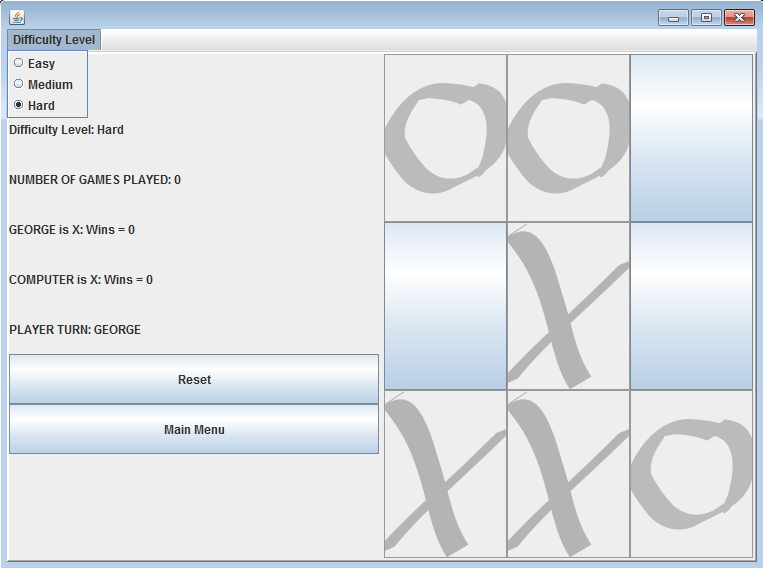 Difficulty Level
Easy
Medium
Hard
Difficulty Level: Hard
NUMBER OF GAMES PLAYED: 0
GEORGE is X: Wins = 0
COMPUTER is X: Wins = 0
PLAYER TURN: GEORGE
Reset
Main Menu
O O
X
X X O